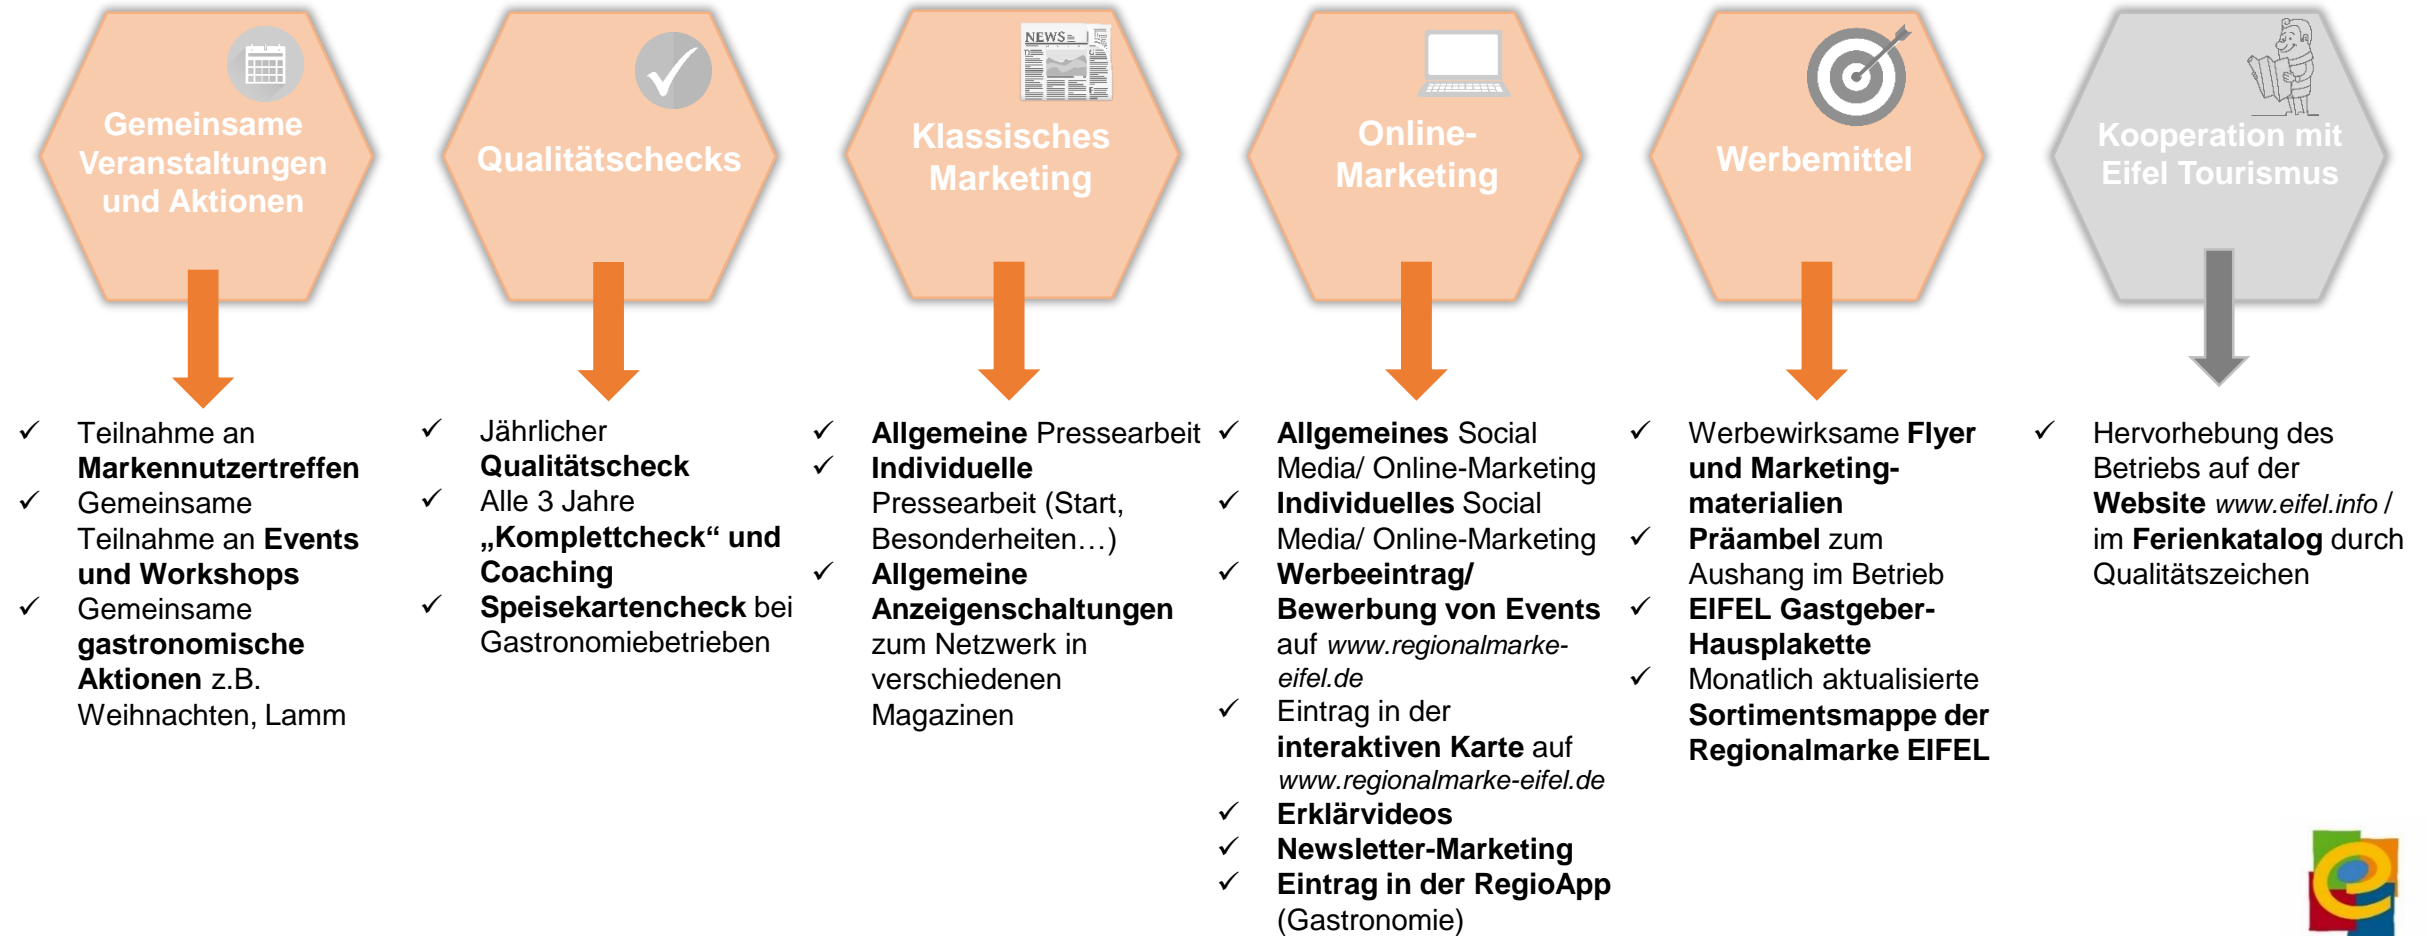 Gemeinsame
Veranstaltungen
und Aktionen
✓ Teilnahme an
Markennutzertreffen
✓ Gemeinsame
Teilnahme an Events
und Workshops
✓ Gemeinsame
gastronomische
Aktionen z.B.
Weihnachten, Lamm
Qualitätschecks
✓ Jährlicher
Qualitätscheck
✓ Alle 3 Jahre
„Komplettcheck“ und
Coaching
✓ Speisekartencheck bei
Gastronomiebetrieben
NEWS
Klassisches
Marketing
✓ Allgemeine Pressearbeit
✓ Individuelle
Pressearbeit (Start,
Besonderheiten…)
✓ Allgemeine
Anzeigenschaltungen
zum Netzwerk in
verschiedenen
Magazinen
Online-
Marketing
✓ Allgemeines Social
Media/ Online-Marketing
✓ Individuelles Social
Media/ Online-Marketing
✓ Werbeeintrag/
Bewerbung von Events
auf www.regionalmarke-
eifel.de
✓ Eintrag in der
interaktiven Karte auf
www.regionalmarke-eifel.de
✓ Erklärvideos
✓ Newsletter-Marketing
✓ Eintrag in der RegioApp
(Gastronomie)
Werbemittel
✓ Werbewirksame Flyer
und Marketing-
materialien
✓ Präambel zum
Aushang im Betrieb
✓ EIFEL Gastgeber-
Hausplakette
✓ Monatlich aktualisierte
Sortimentsmappe der
Regionalmarke EIFEL
Kooperation mit
Eifel Tourismus
✓ Hervorhebung des
Betriebs auf der
Website www.eifel.info /
im Ferienkatalog durch
Qualitätszeichen
e